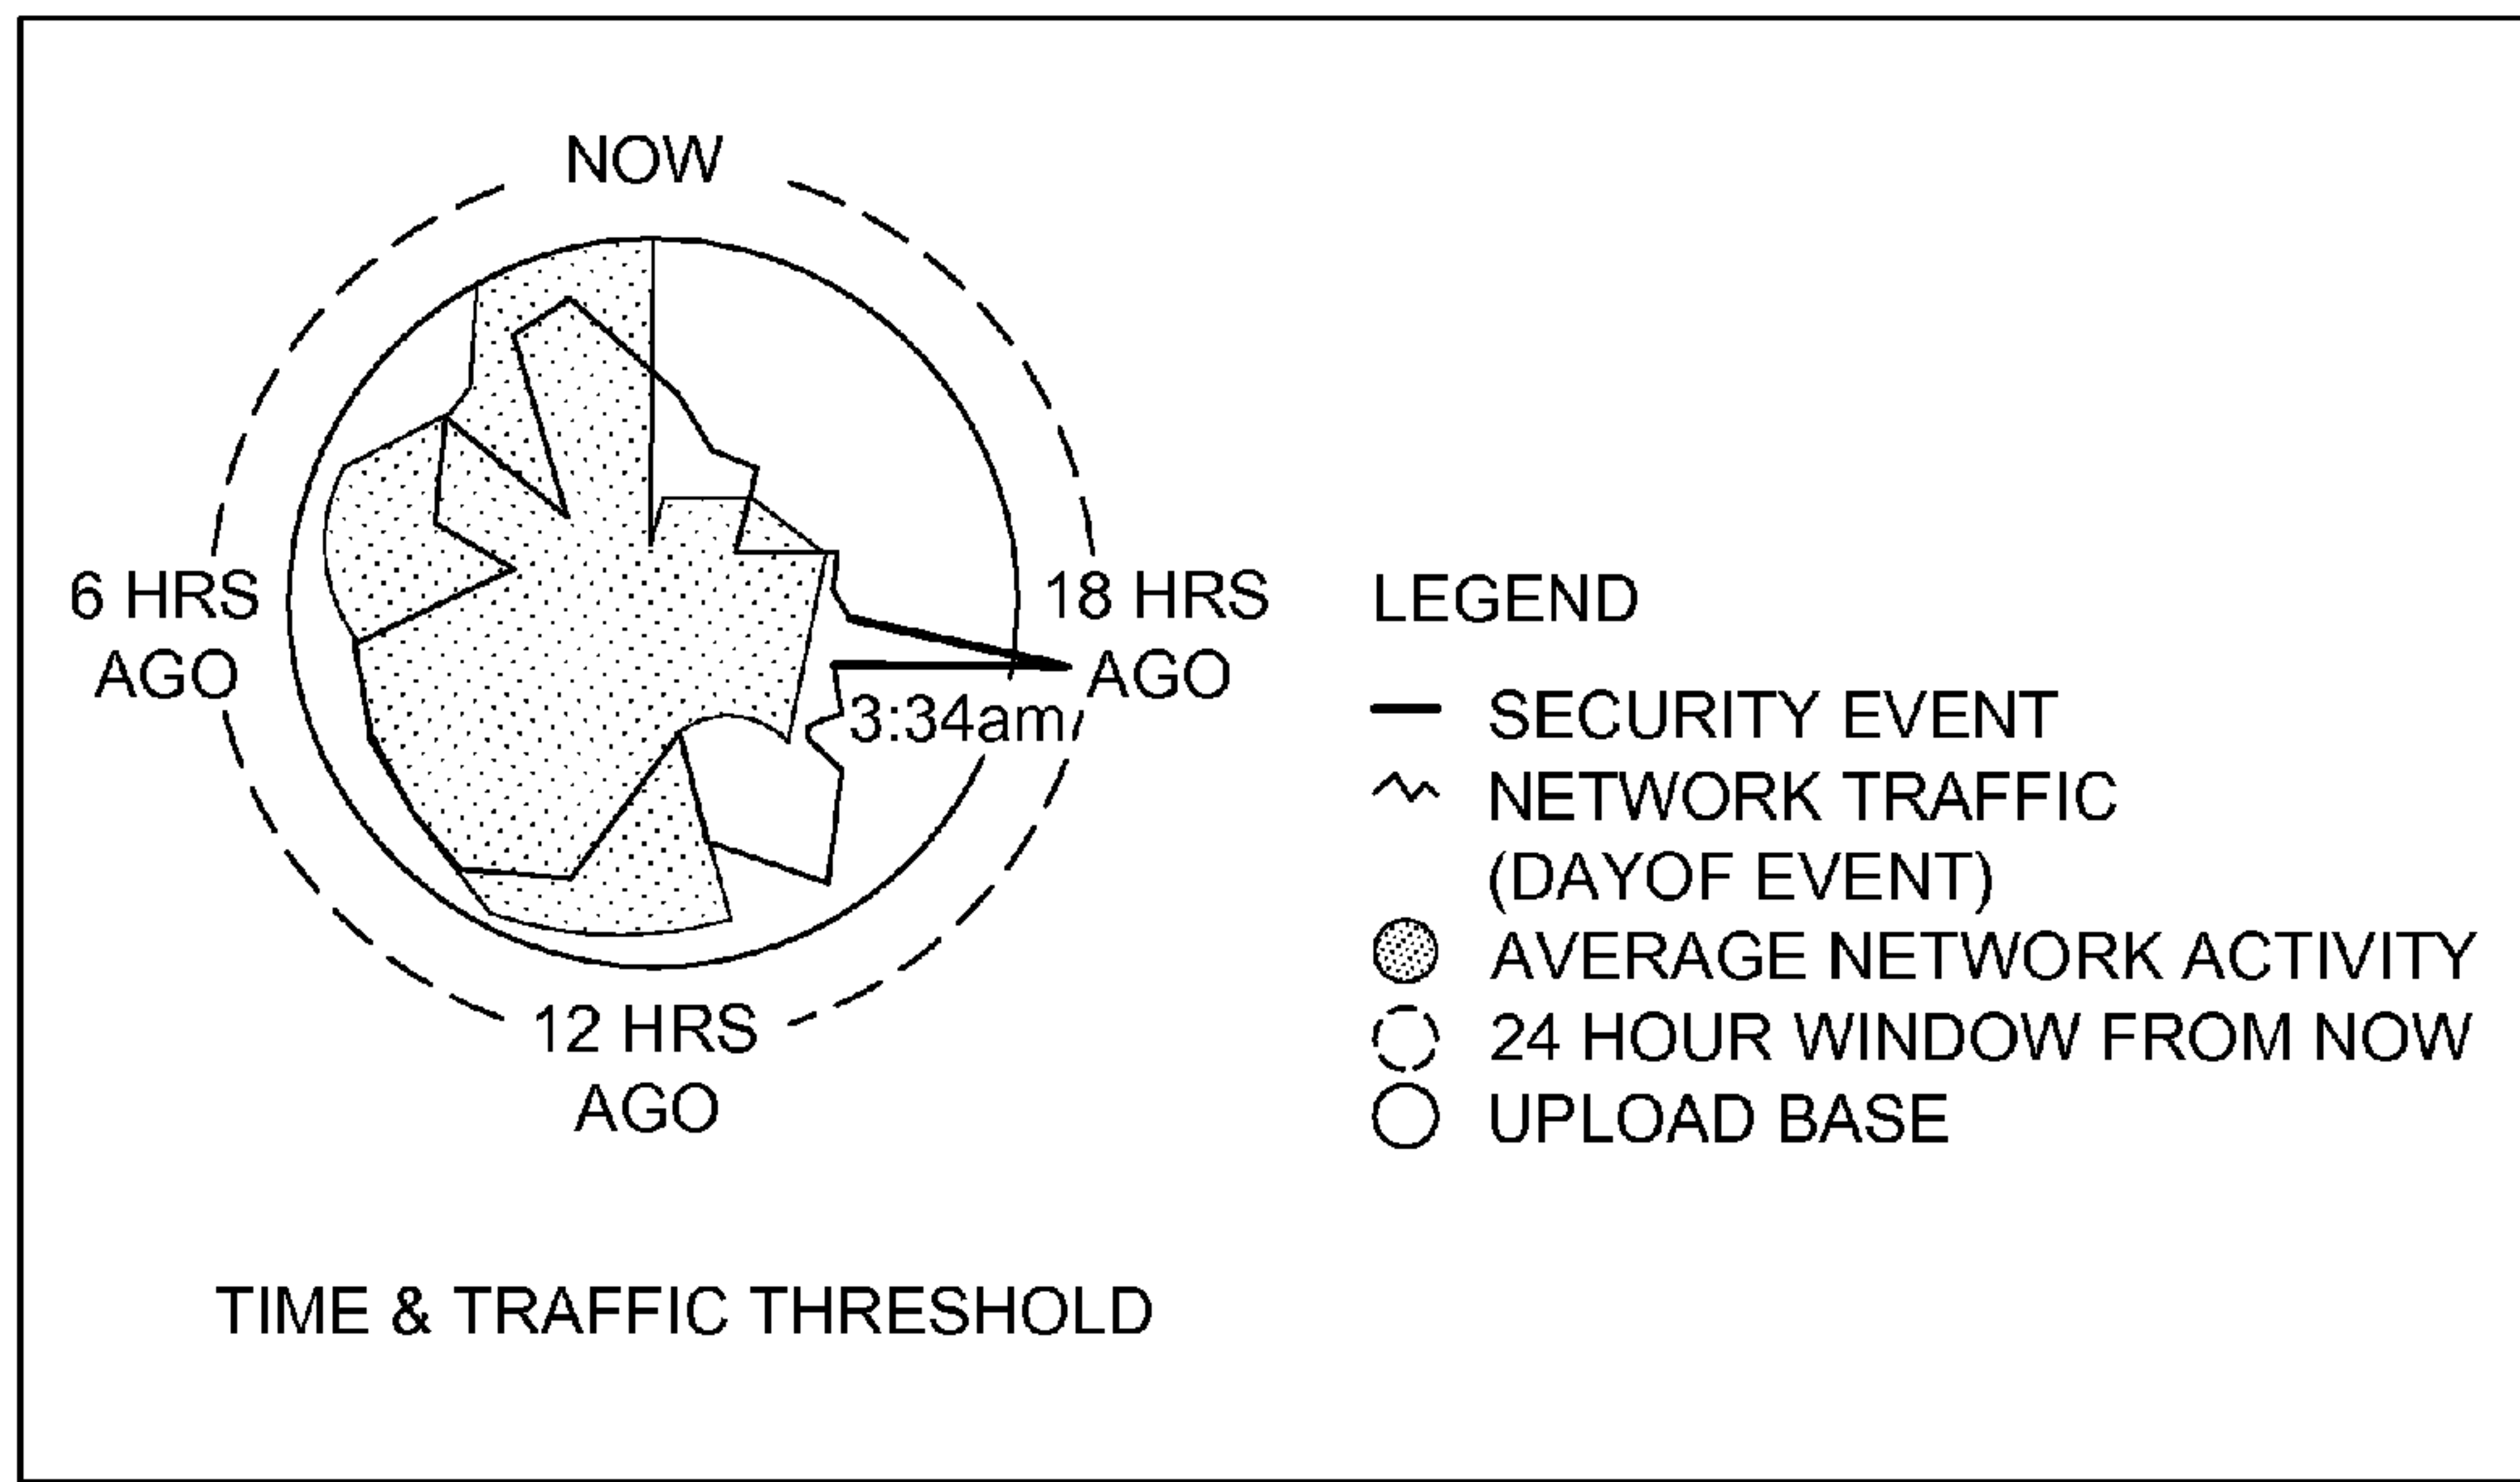 NOW
6 HRS
AGO
18 HRS
AGO
3:34am
12 HRS
AGO
LEGEND
SECURITY EVENT
NETWORK TRAFFIC
(DAYOF EVENT)
AVERAGE NETWORK ACTIVITY
24 HOUR WINDOW FROM NOW
UPLOAD BASE
TIME & TRAFFIC THRESHOLD